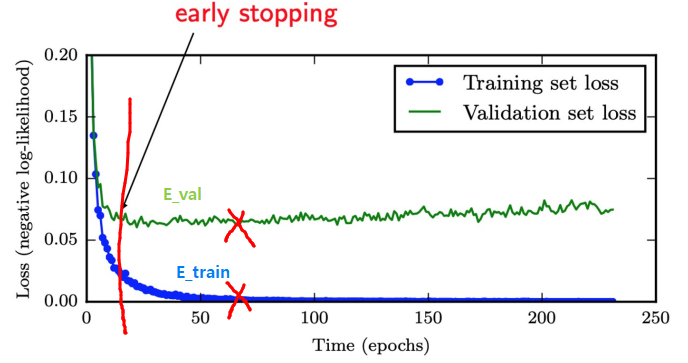 early stopping
0.20
0.15
0.10
0.05
0.00
Loss (negative log-likelihood)
Training set loss
Validation set loss
E_val
E_train
0
50
100
150
200
250
Time (epochs)